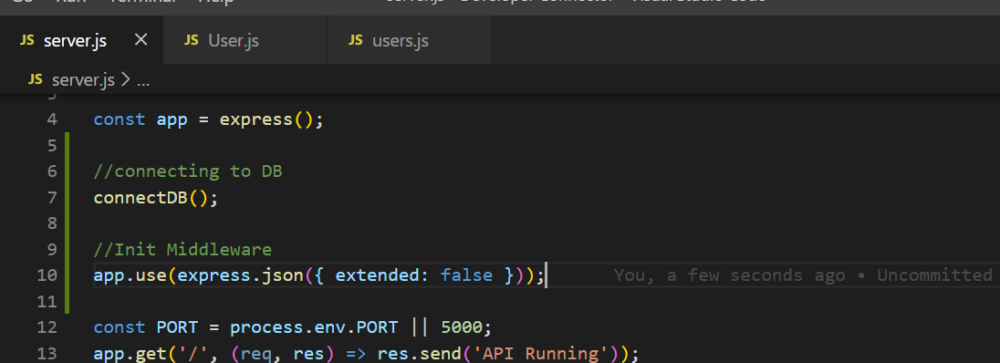 JS server.js × JS User.js JS users.js
JS server.js > ...
3
4 const app = express();
5
6 //connecting to DB
7 connectDB();
8
9 //Init Middleware
10 app.use(express.json({ extended: false })); You, a few seconds ago • Uncommitted
11
12 const PORT = process.env.PORT || 5000;
13 app.get('/', (req, res) => res.send('API Running'));